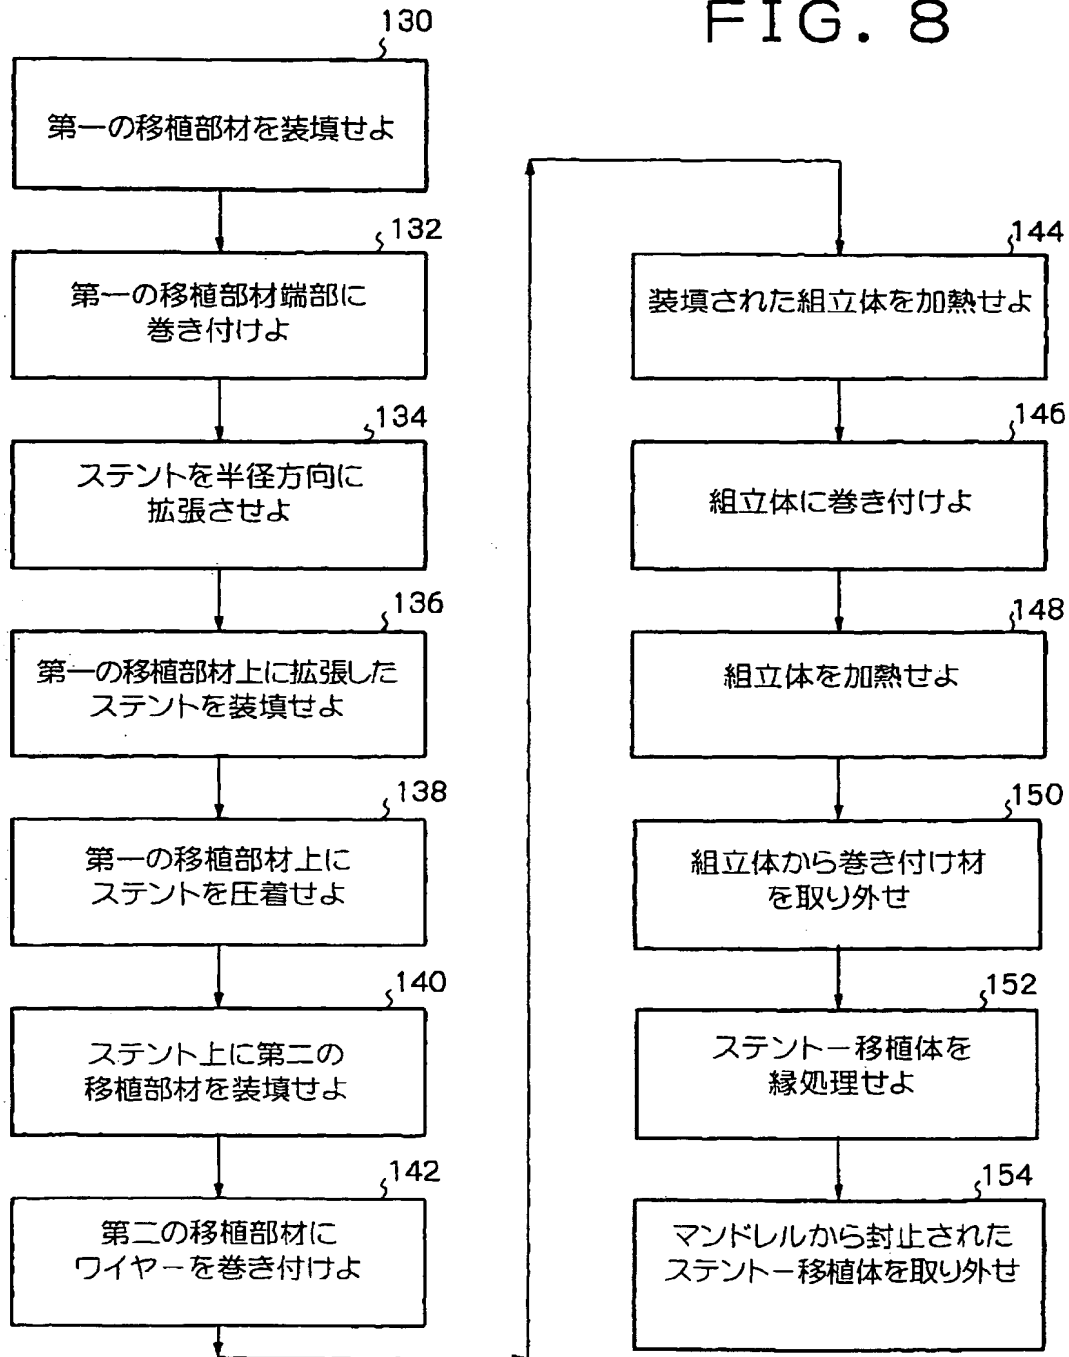 FIG. 8
130
第一の移植部材を装填せよ
132
第一の移植部材端部に
巻き付けよ
134
ステントを半径方向に
拡張させよ
136
第一の移植部材上に拡張した
ステントを装填せよ
138
第一の移植部材上に
ステントを圧着せよ
140
ステント上に第二の
移植部材を装填せよ
142
第二の移植部材に
ワイヤーを巻き付けよ
144
装填された組立体を加熱せよ
146
組立体に巻き付けよ
148
組立体を加熱せよ
150
組立体から巻き付け材
を取り外せ
152
ステントー移植体を
縁処理せよ
154
マンドレルから封止された
ステントー移植体を取り外せ